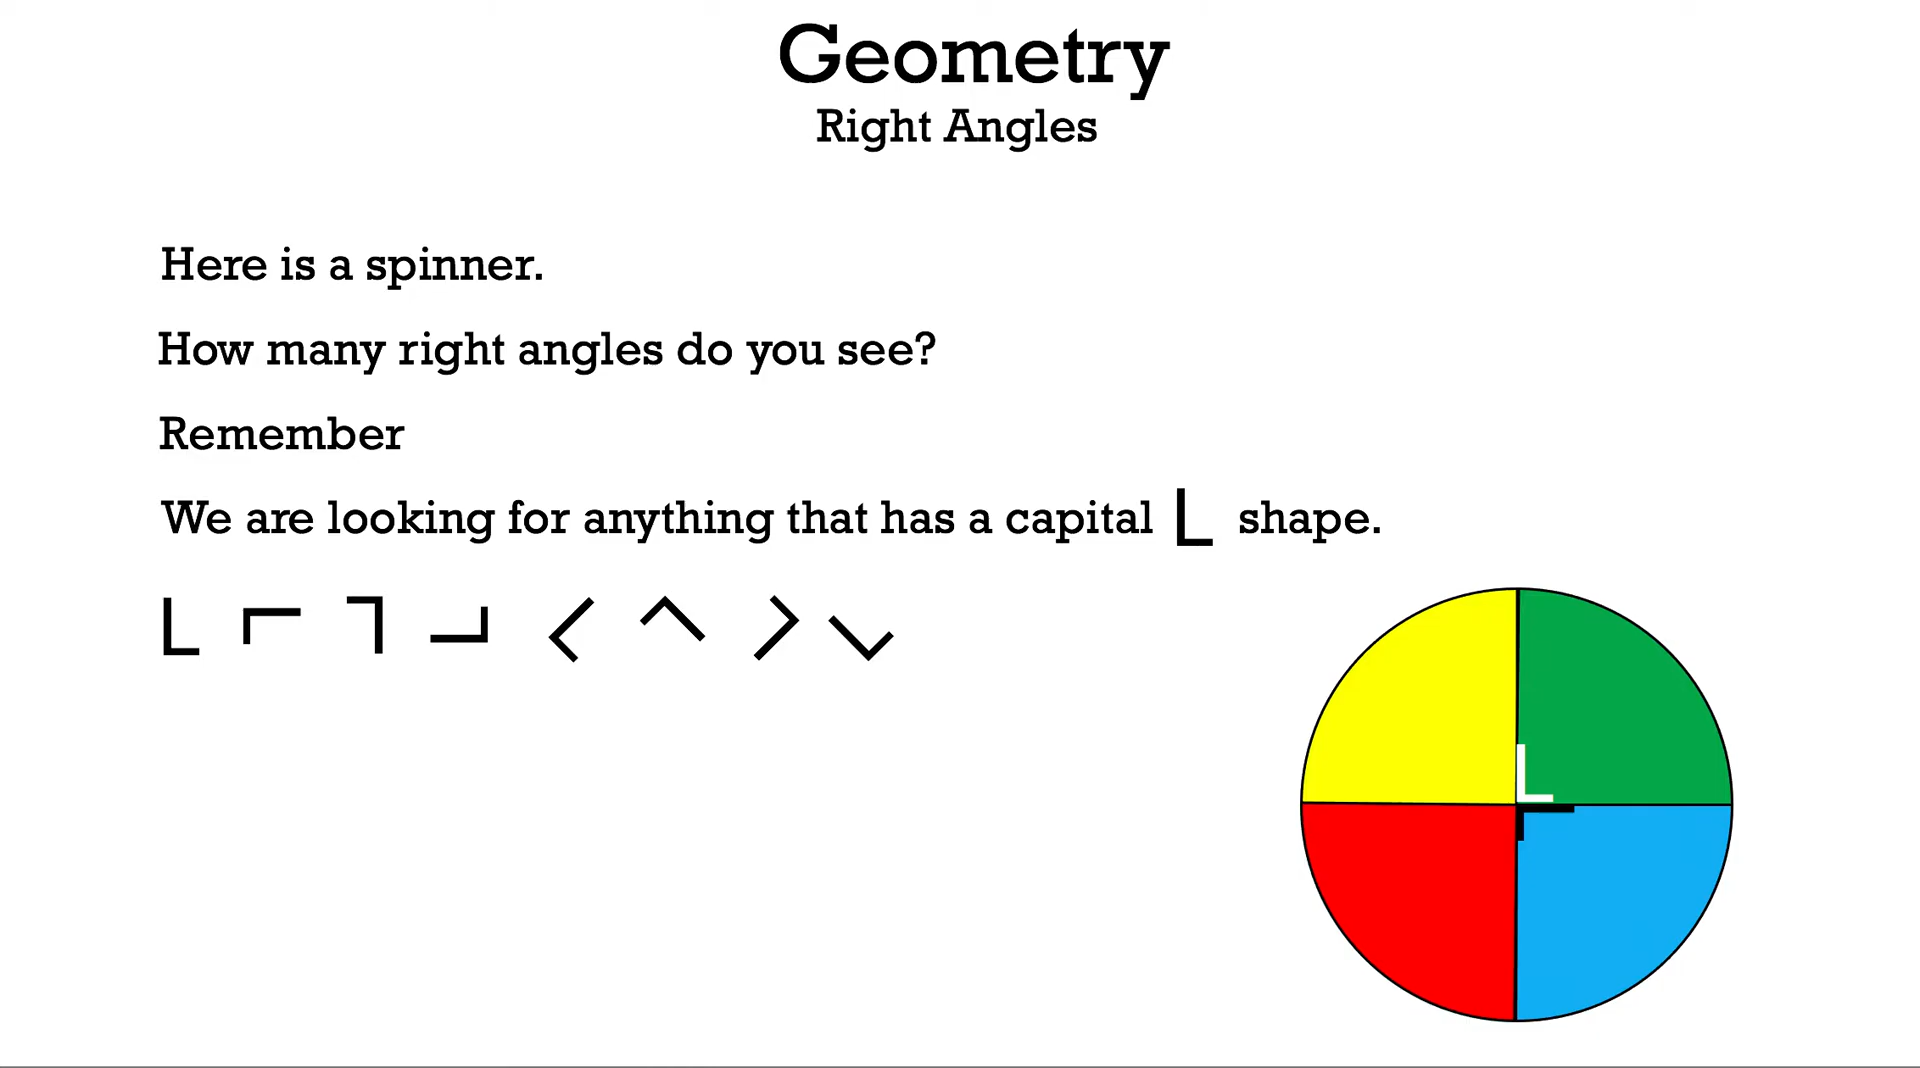 Geometry
Right Angles
Here is a spinner.
How many right angles do you see?
Remember
We are looking for anything that has a capital L shape.